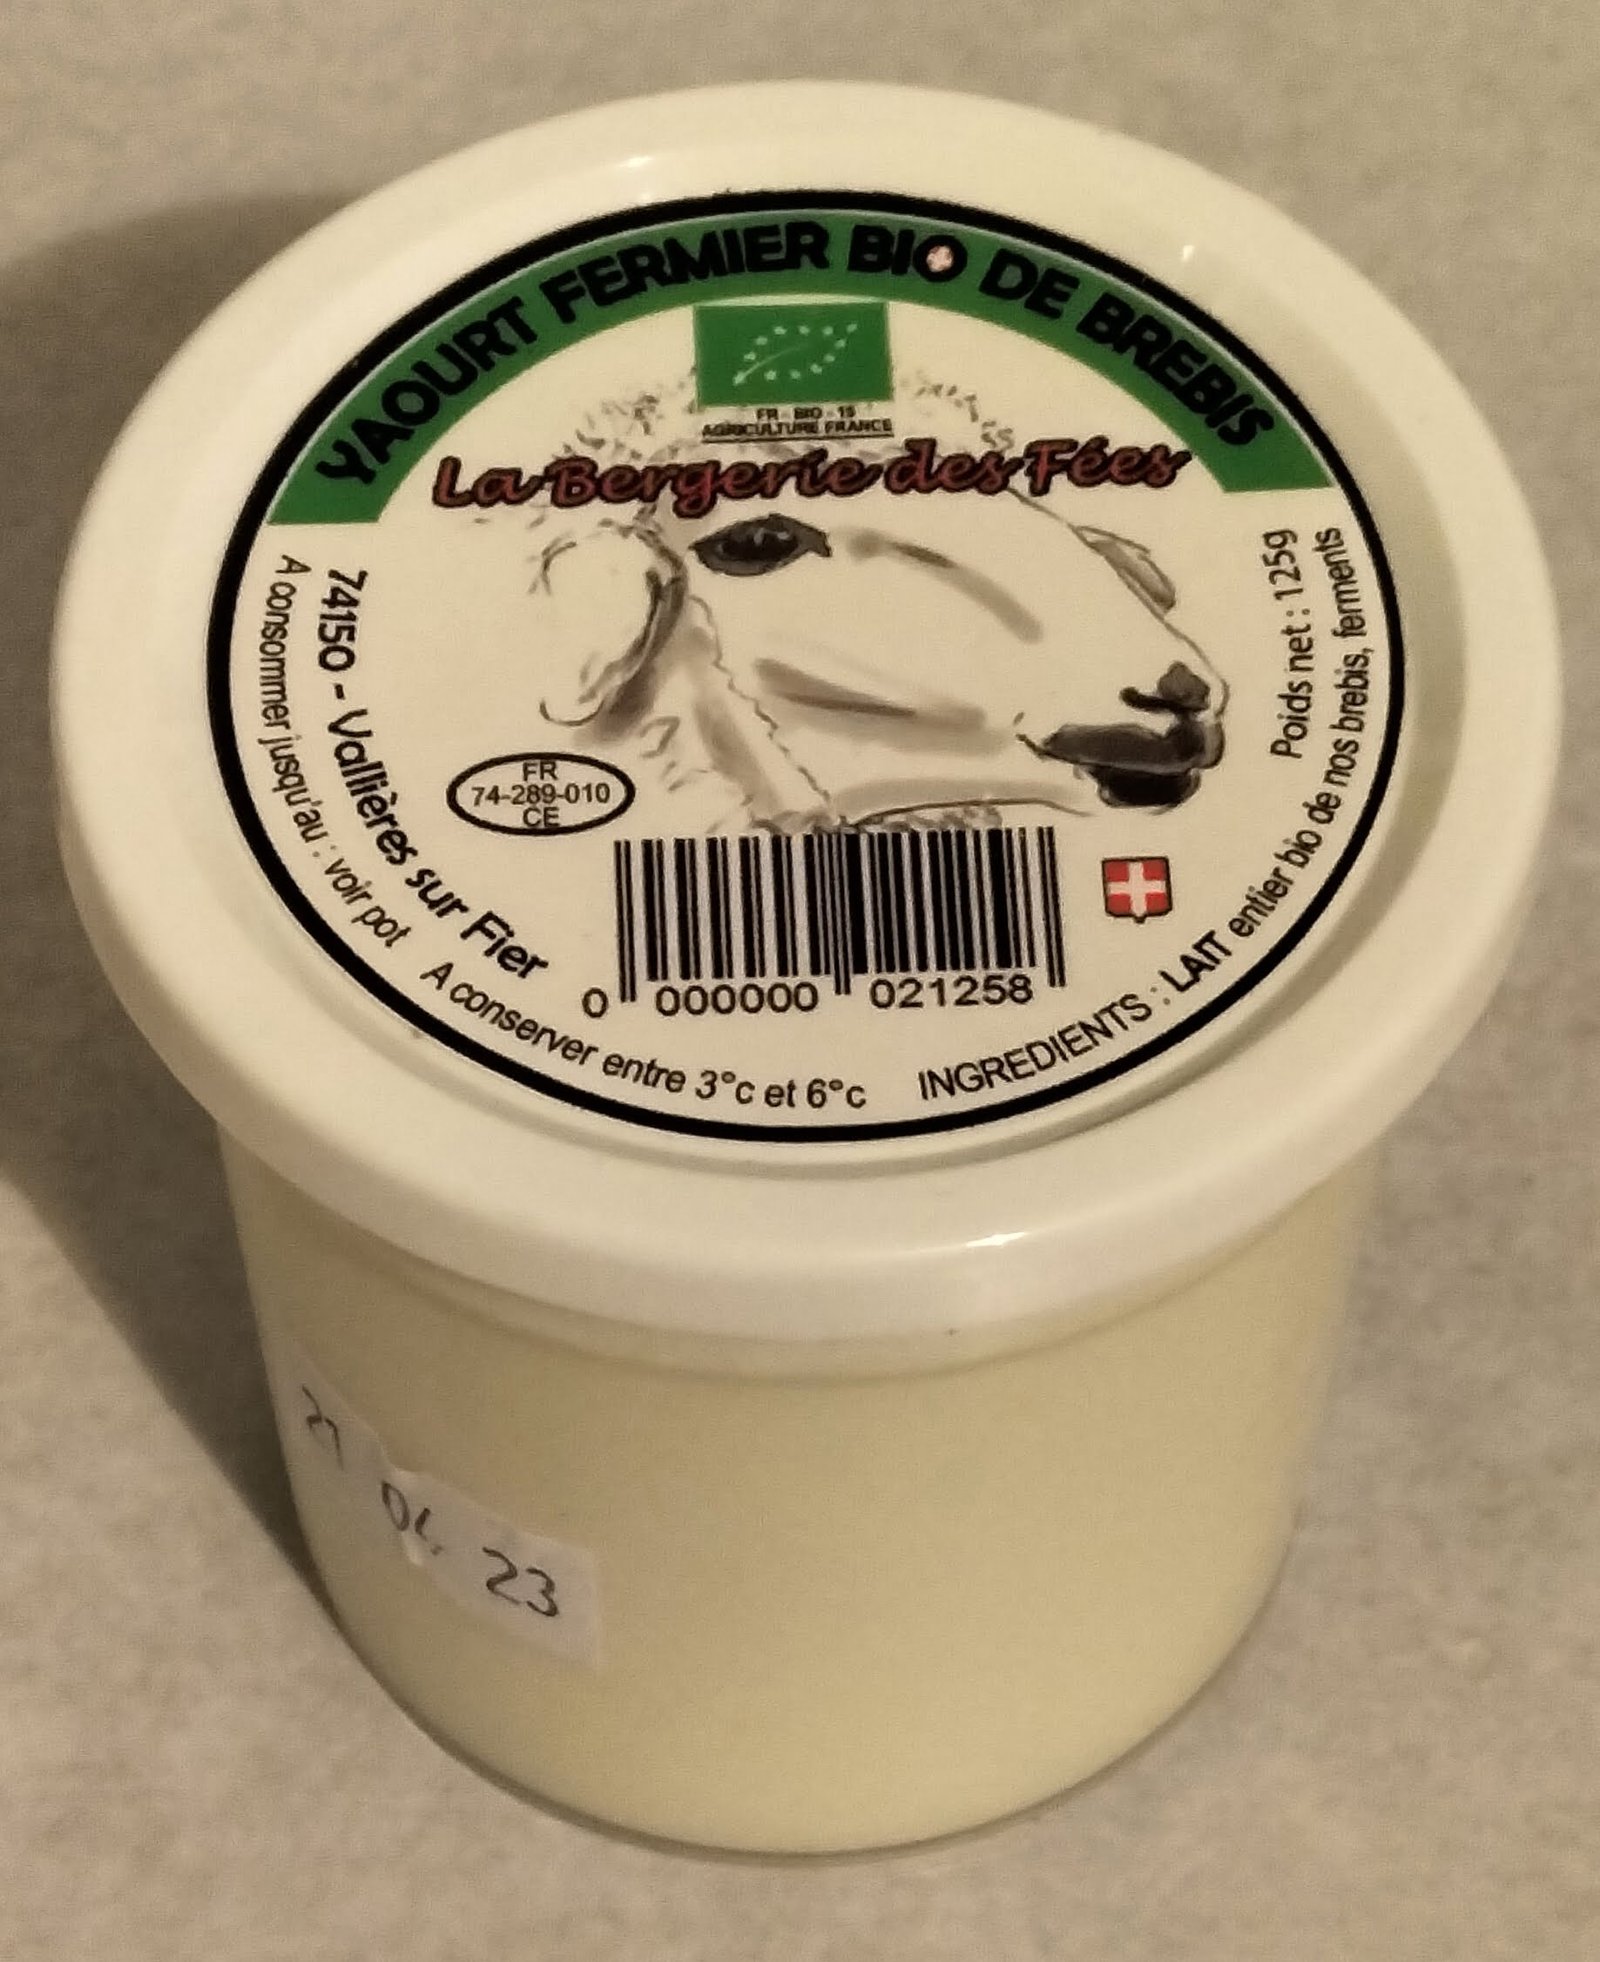 YAOURT FERMIER BIO DE BREBIS
FR - BIO - 15
AGRICULTURE FRANCE
La Bergerie des Fées
74150 - Vallières sur Fier
A consommer jusqu'au : voir pot
A conserver entre 3°c et 6°c
FR
74-289-010
CE
0 000000 021258
Poids net : 125g
INGREDIENTS : LAIT entier bio de nos brebis, ferments
23